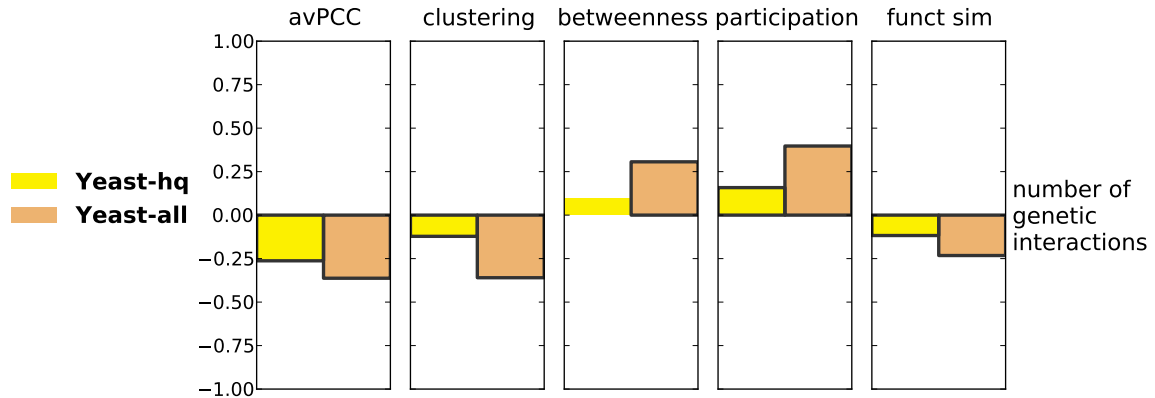 avPCC clustering betweenness participation funct sim
1.00
0.75
0.50
0.25
0.00
−0.25
−0.50
−0.75
−1.00
Yeast-hq
Yeast-all
number of
genetic
interactions